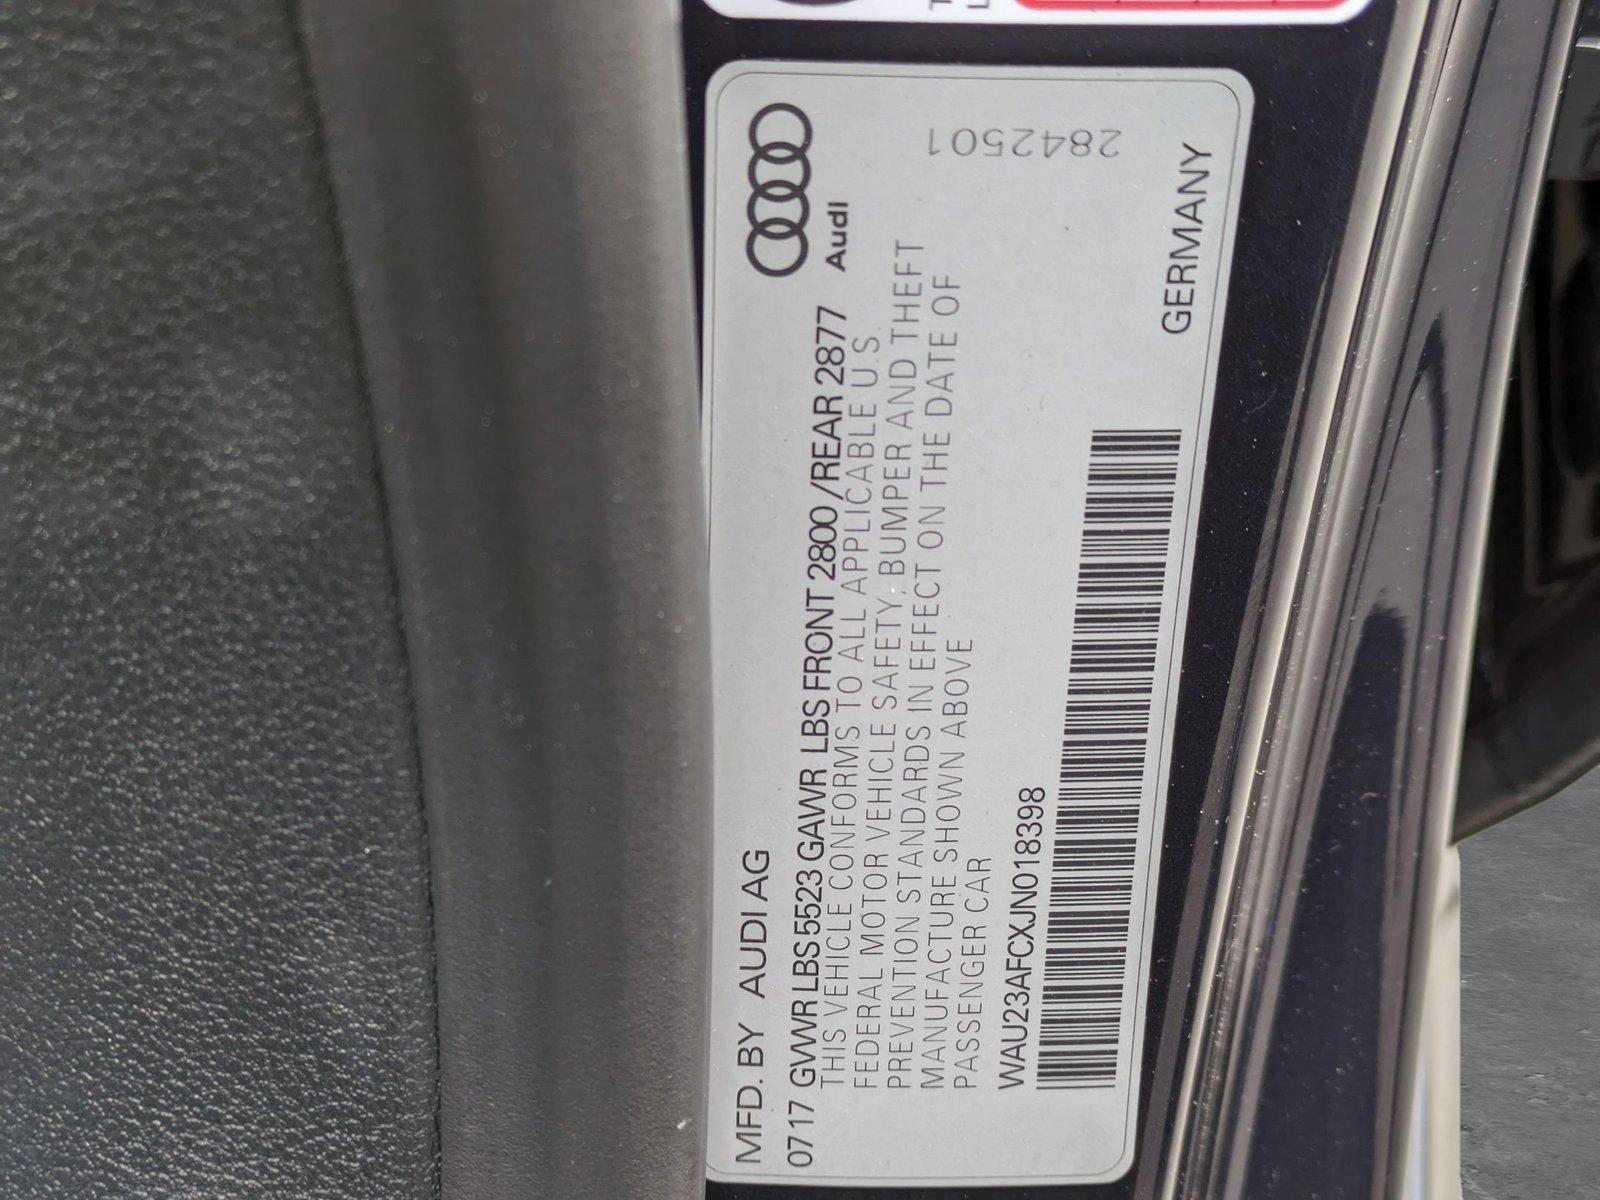 MFD. BY AUDI AG
0717 GVWR LBS 5523 GAWR LBS FRONT 2800 /REAR 2877
Audi
THIS VEHICLE CONFORMS TO ALL APPLICABLE U.S.
FEDERAL MOTOR VEHICLE SAFETY, BUMPER AND THEFT
PREVENTION STANDARDS IN EFFECT ON THE DATE OF
MANUFACTURE SHOWN ABOVE
PASSENGER CAR
2842501
WAU23AFCXJN018398
GERMANY